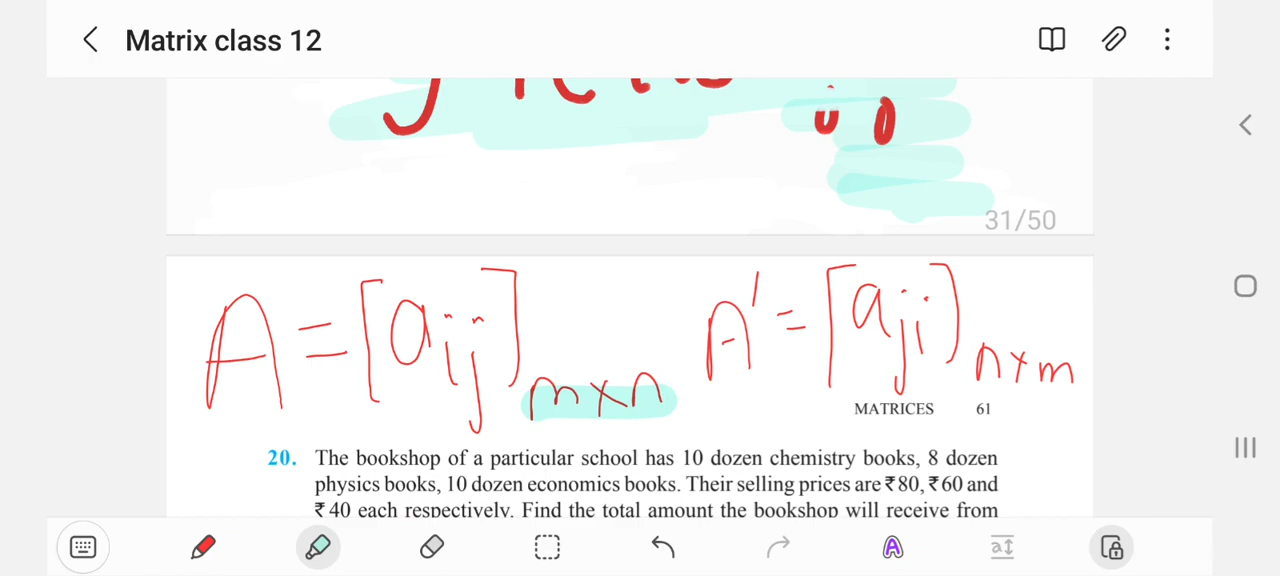 Matrix class 12
31/50
A = [aij]m×n A' = [aji]n×m
MATRICES 61
20. The bookshop of a particular school has 10 dozen chemistry books, 8 dozen
physics books, 10 dozen economics books. Their selling prices are ₹80, ₹60 and
₹40 each respectively. Find the total amount the bookshop will receive from